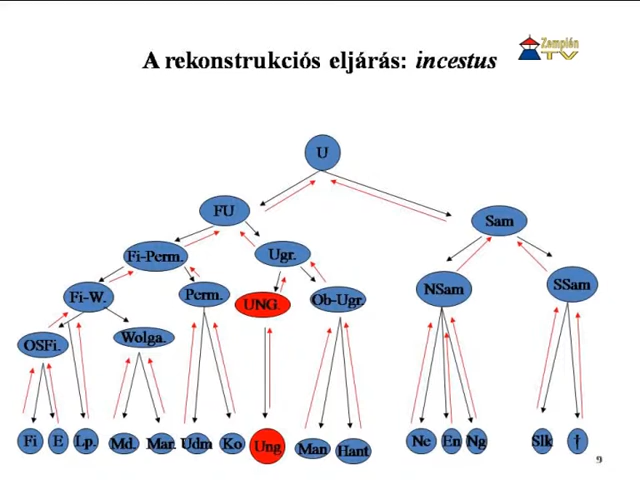 A rekonstrukciós eljárás: incestus
Zemplén
TV
U
FU
Sam
Fi-Perm.
Ugr.
Fi-W.
Perm.
UNG.
Ob-Ugr.
NSam
SSam
OSFi.
Wolga.
Fi
E
Lp.
Md.
Mar.
Udm
Ko
Ung
Man
Hant
Ne
En
Ng
Slk
†
9